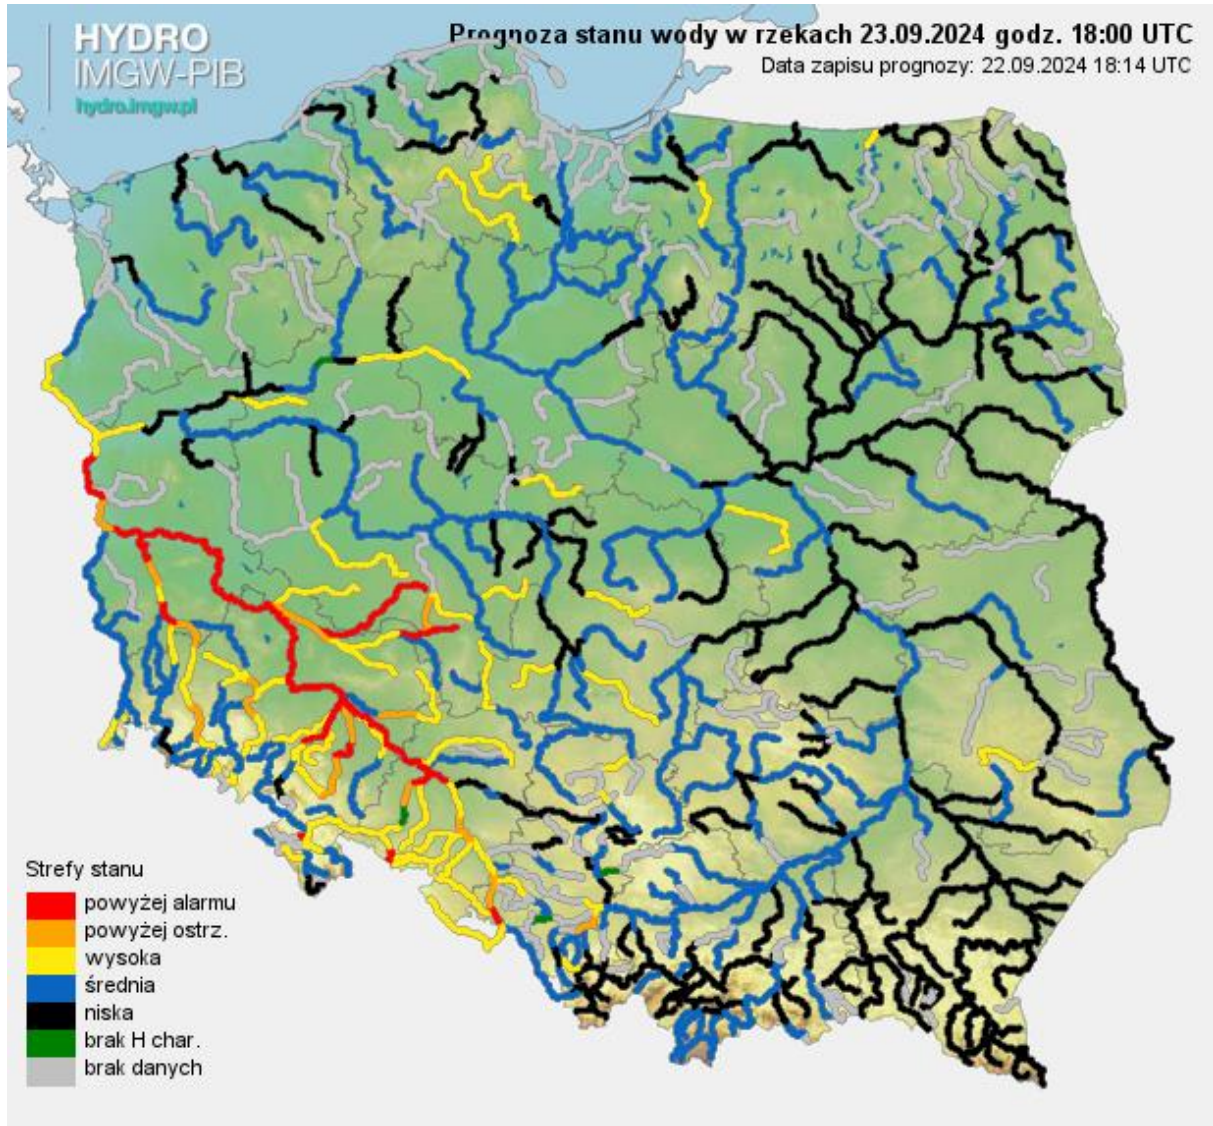 HYDRO
IMGW-PIB
hydro.imgw.pl
Prognoza stanu wody w rzekach 23.09.2024 godz. 18:00 UTC
Data zapisu prognozy: 22.09.2024 18:14 UTC
Strefy stanu
powyżej alarmu
powyżej ostrz.
wysoka
średnia
niska
brak H char.
brak danych